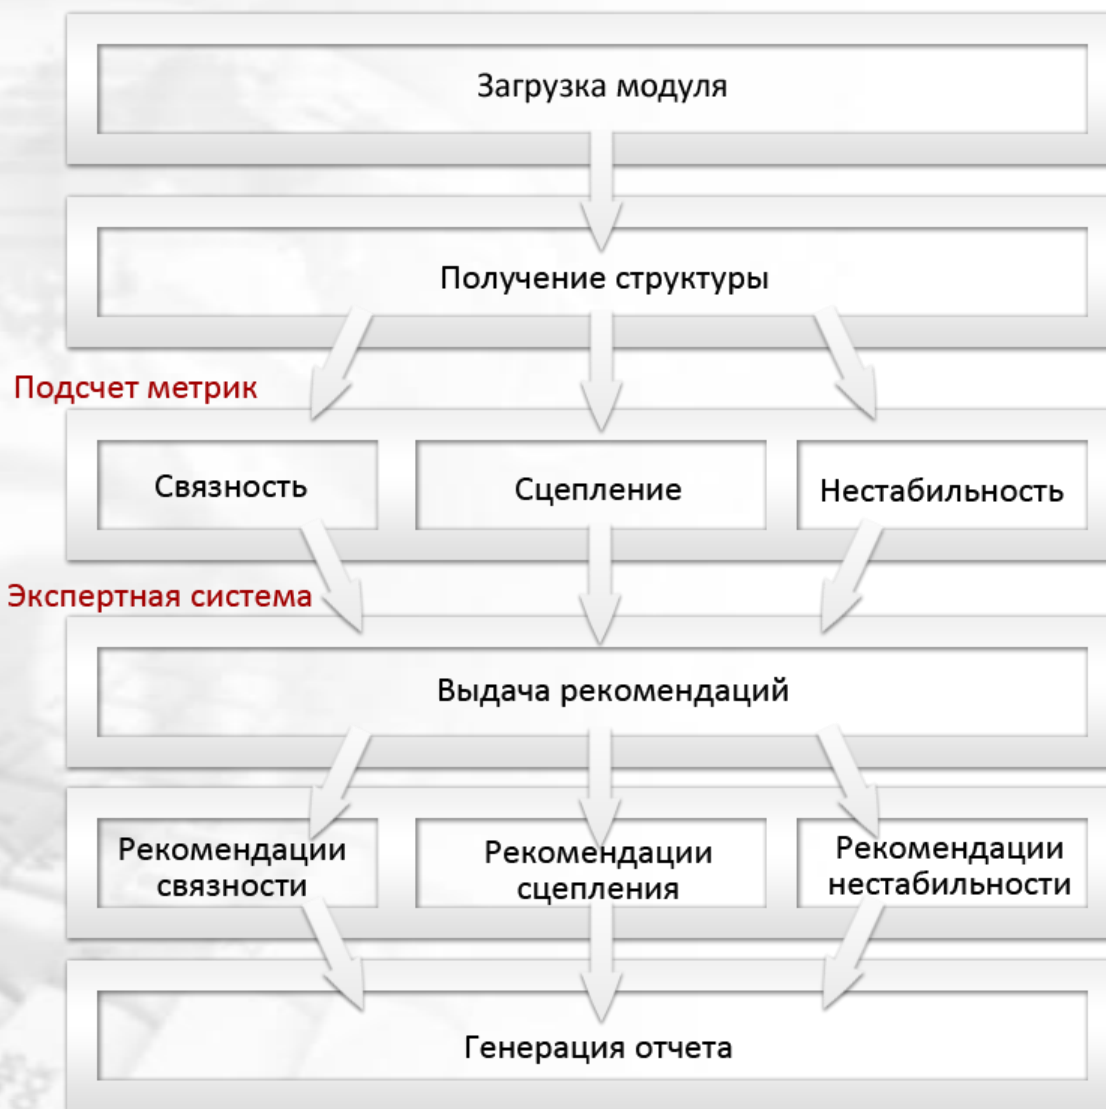 Загрузка модуля
Получение структуры
Подсчет метрик
Связность
Сцепление
Нестабильность
Экспертная система
Выдача рекомендаций
Рекомендации
связности
Рекомендации
сцепления
Рекомендации
нестабильности
Генерация отчета